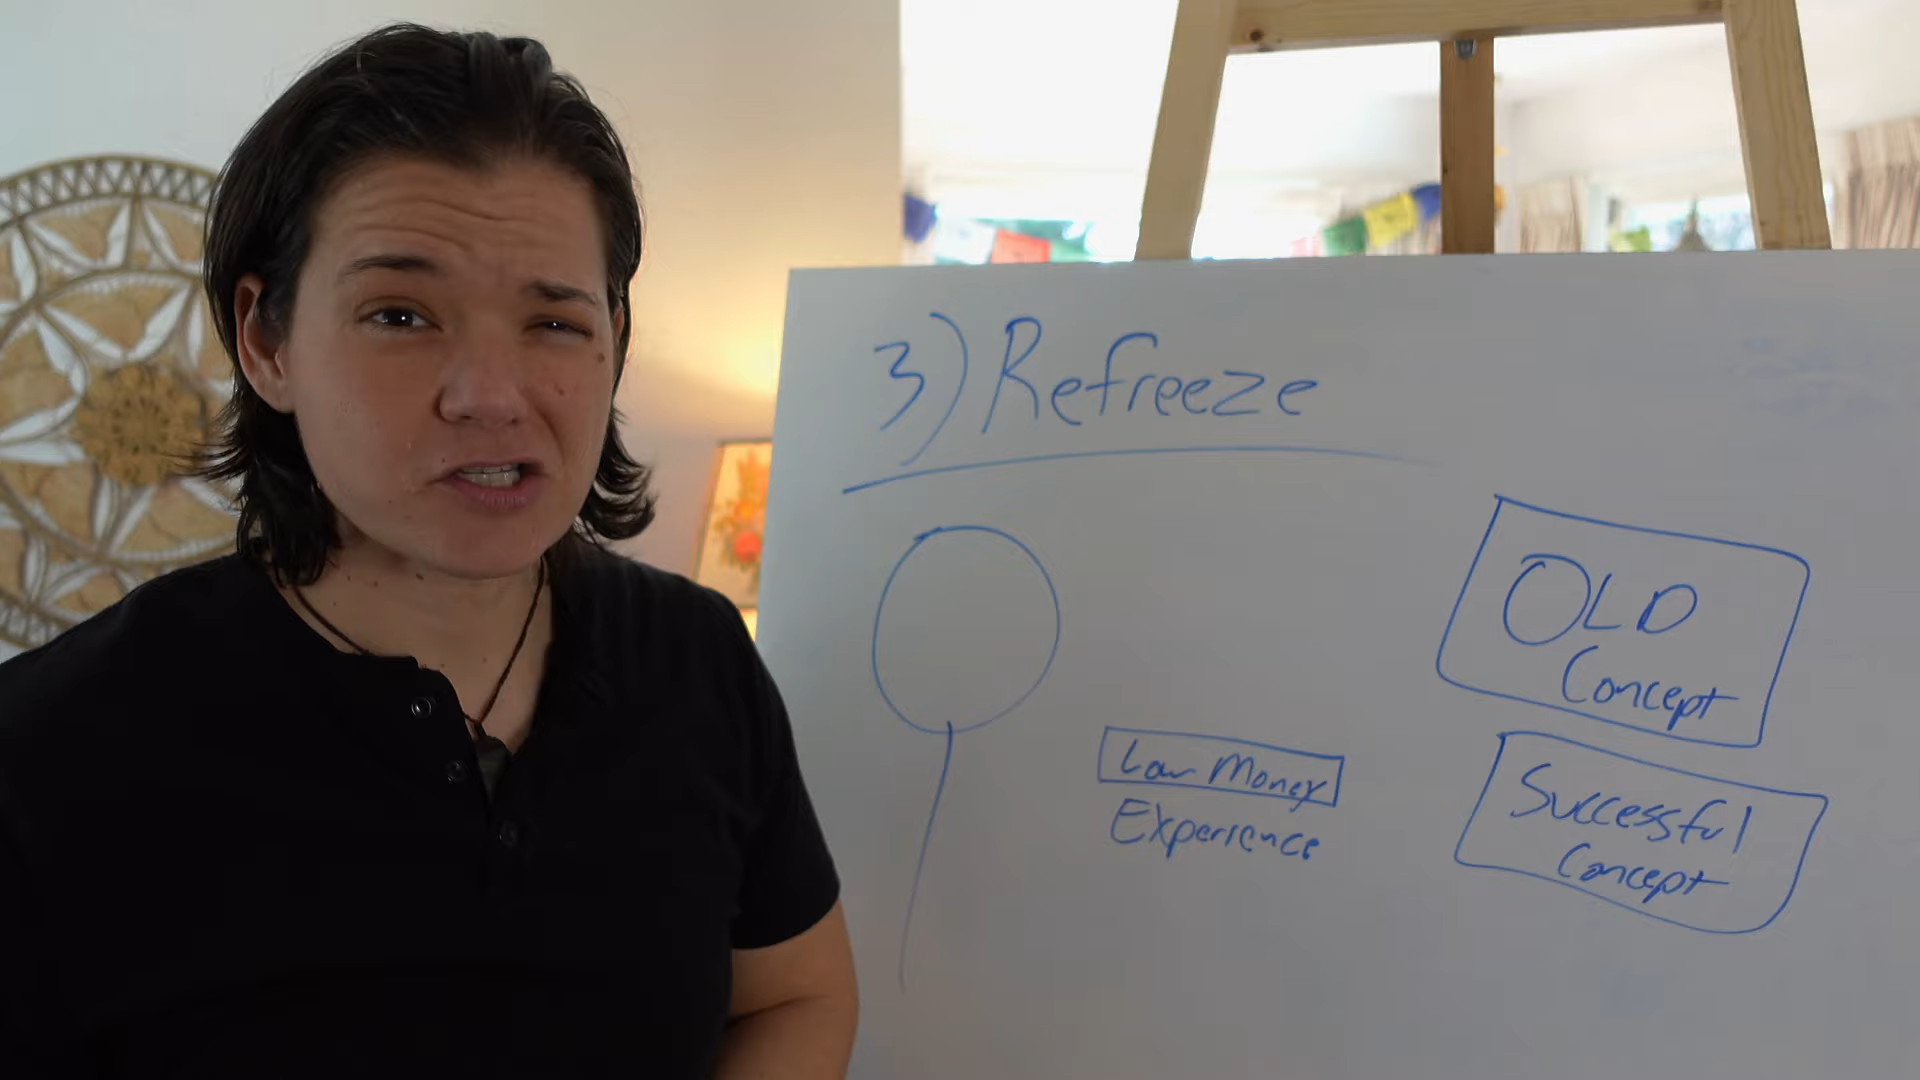 3) Refreeze
OLD
Concept
Low Money
Experience
Successful
Concept